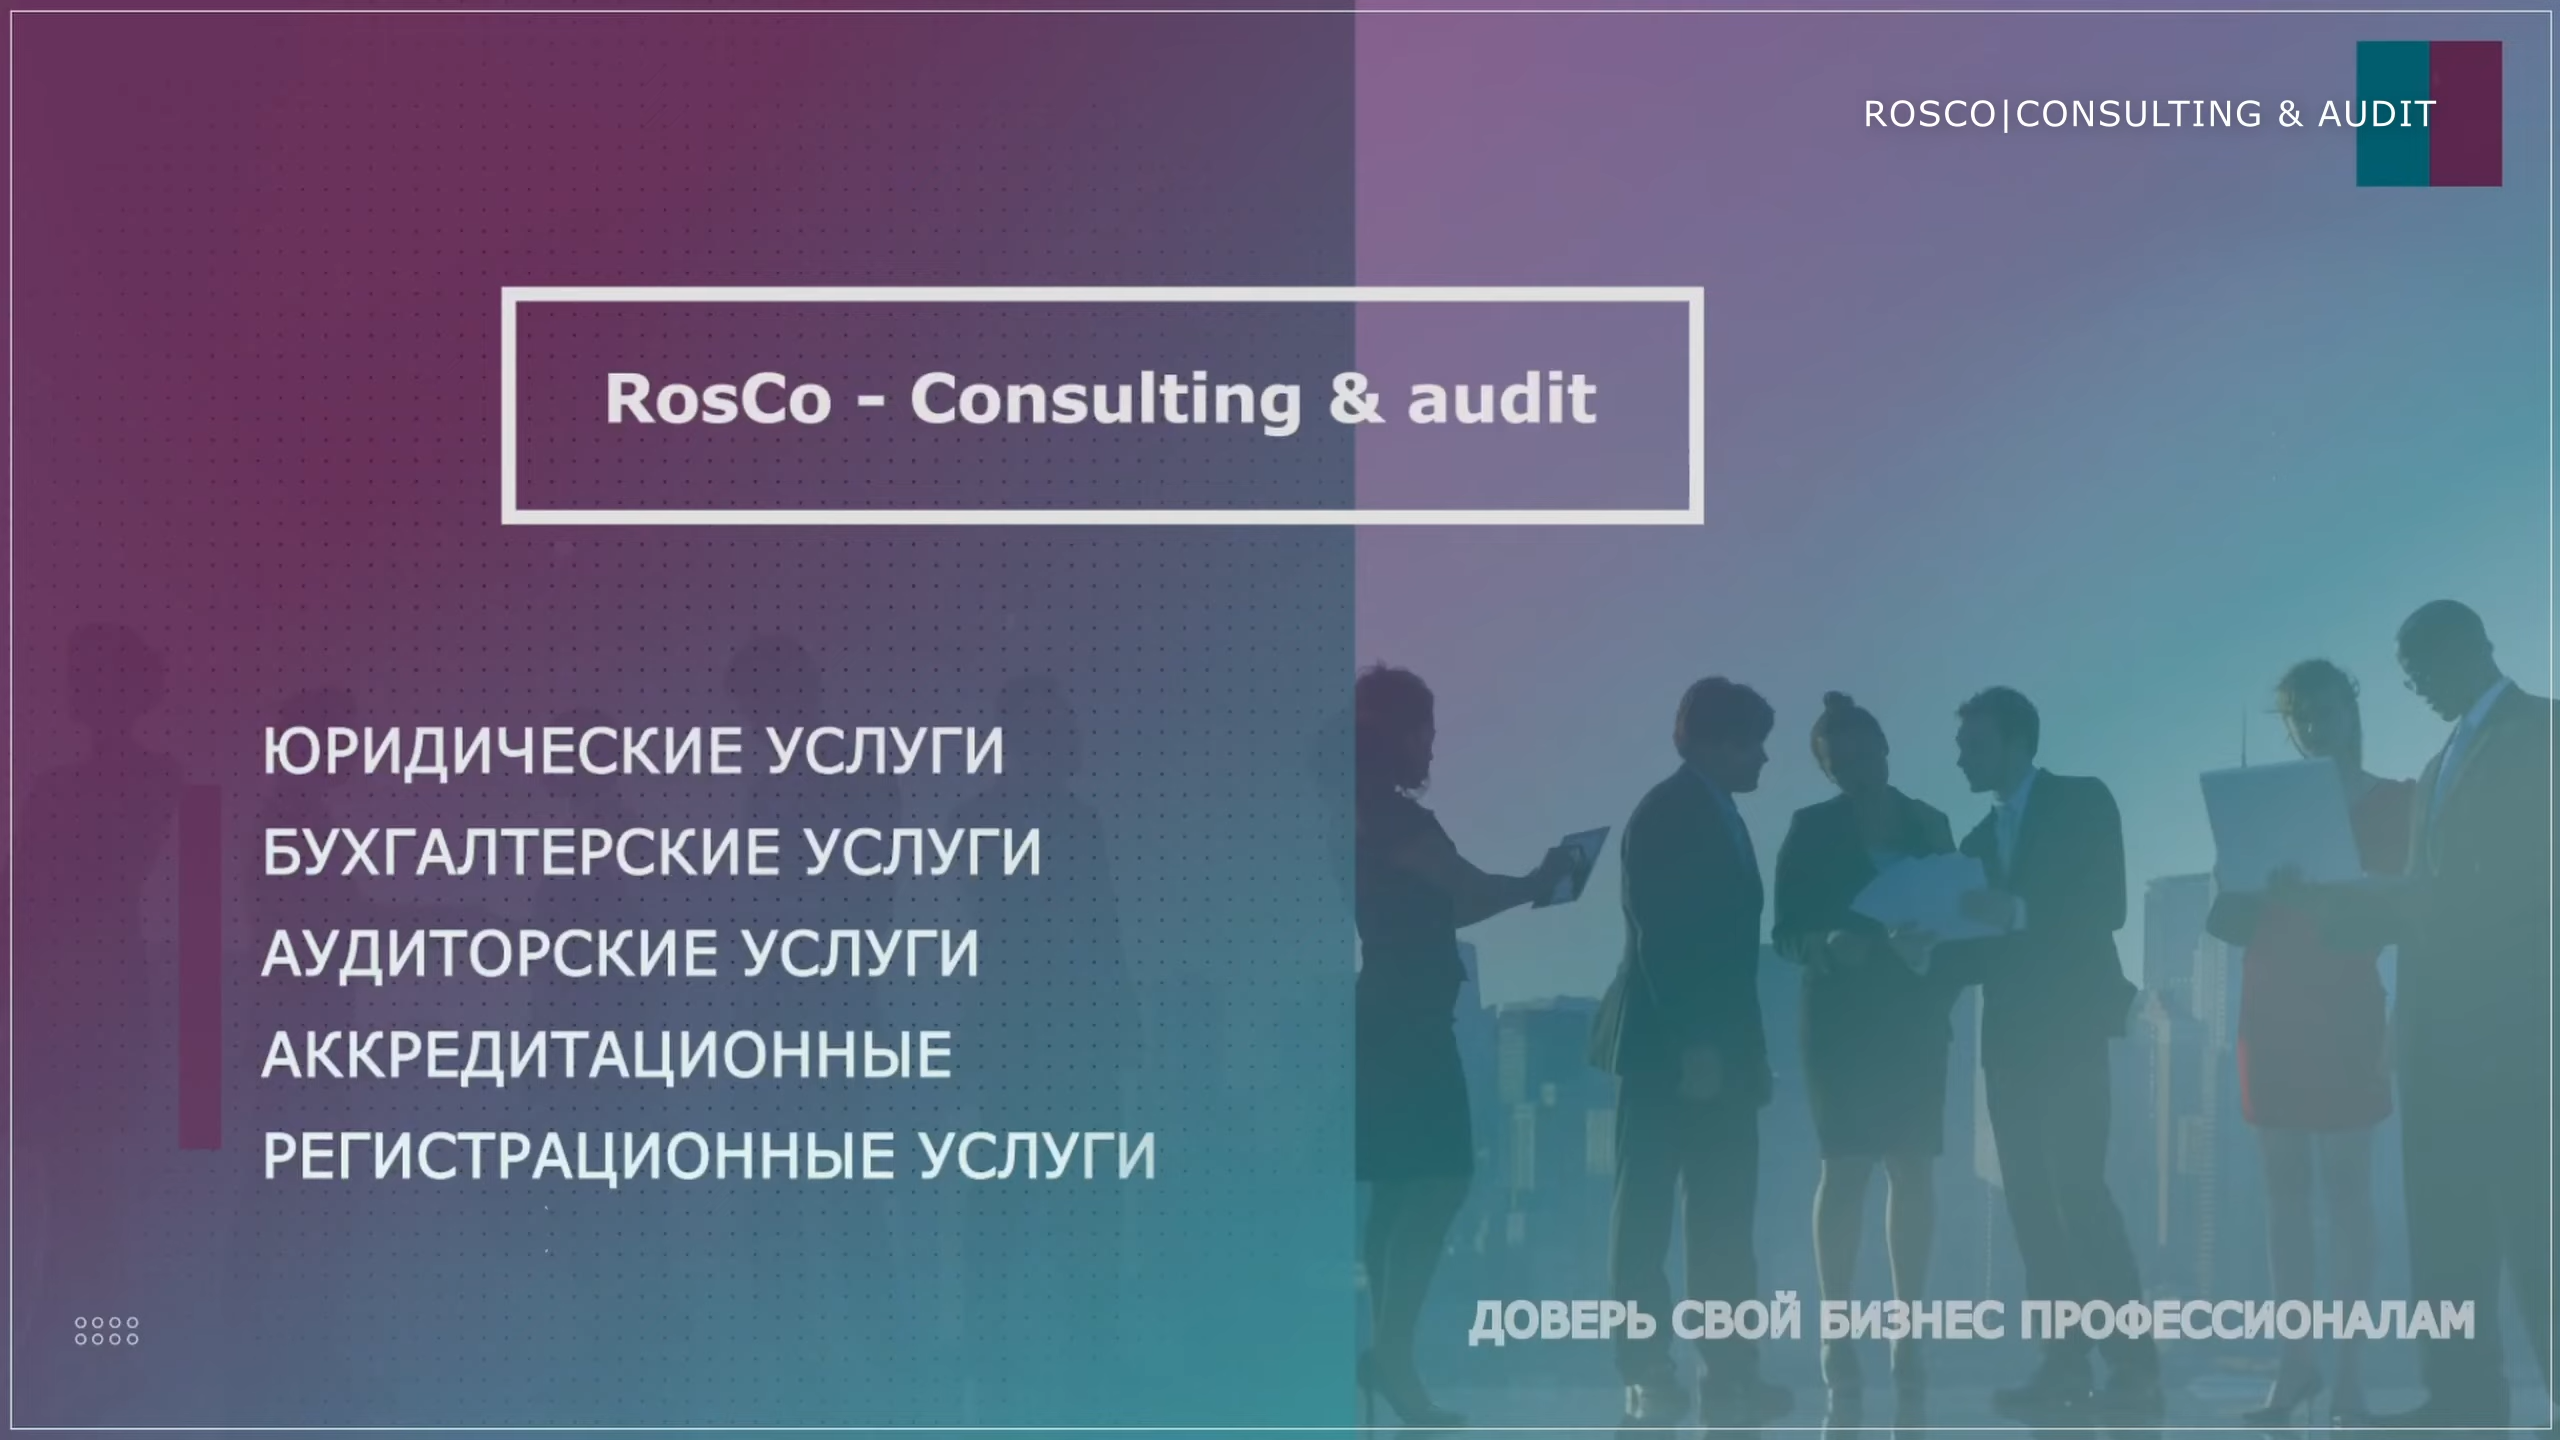 ROSCO|CONSULTING & AUDIT
RosCo - Consulting & audit
ЮРИДИЧЕСКИЕ УСЛУГИ
БУХГАЛТЕРСКИЕ УСЛУГИ
АУДИТОРСКИЕ УСЛУГИ
АККРЕДИТАЦИОННЫЕ
РЕГИСТРАЦИОННЫЕ УСЛУГИ
ДОВЕРЬ СВОЙ БИЗНЕС ПРОФЕССИОНАЛАМ